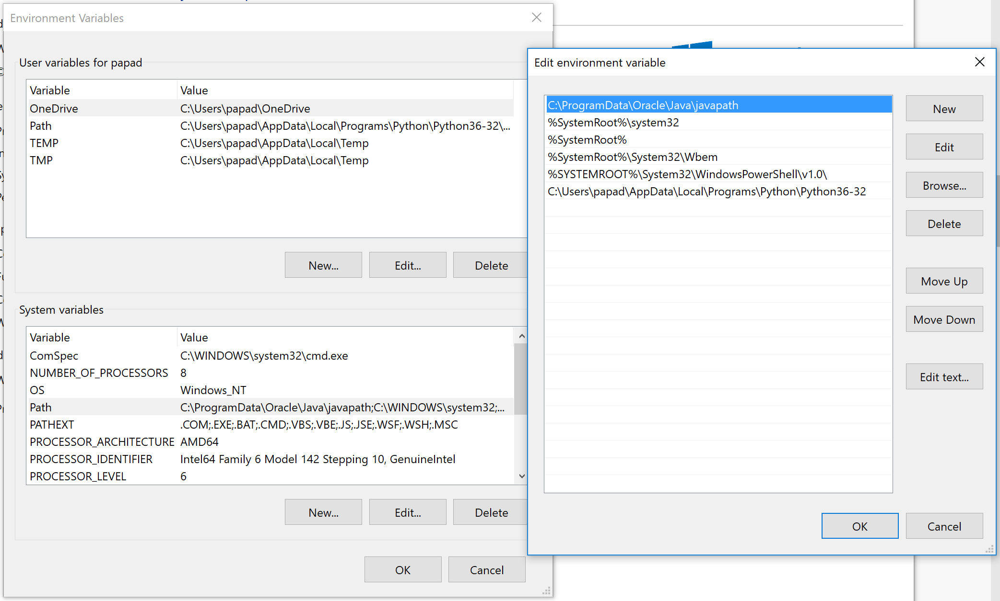 Environment Variables
User variables for papad
Variable Value
OneDrive C:\Users\papad\OneDrive
Path C:\Users\papad\AppData\Local\Programs\Python\Python36-32\...
TEMP C:\Users\papad\AppData\Local\Temp
TMP C:\Users\papad\AppData\Local\Temp
New... Edit... Delete
System variables
Variable Value
ComSpec C:\WINDOWS\system32\cmd.exe
NUMBER_OF_PROCESSORS 8
OS Windows_NT
Path C:\ProgramData\Oracle\Java\javapath;C:\WINDOWS\system32;...
PATHEXT .COM;.EXE;.BAT;.CMD;.VBS;.VBE;.JS;.JSE;.WSF;.WSH;.MSC
PROCESSOR_ARCHITECTURE AMD64
PROCESSOR_IDENTIFIER Intel64 Family 6 Model 142 Stepping 10, GenuineIntel
PROCESSOR_LEVEL 6
New... Edit... Delete
OK Cancel
Edit environment variable
C:\ProgramData\Oracle\Java\javapath
%SystemRoot%\system32
%SystemRoot%
%SystemRoot%\System32\Wbem
%SYSTEMROOT%\System32\WindowsPowerShell\v1.0\
C:\Users\papad\AppData\Local\Programs\Python\Python36-32
New
Edit
Browse...
Delete
Move Up
Move Down
Edit text...
OK Cancel